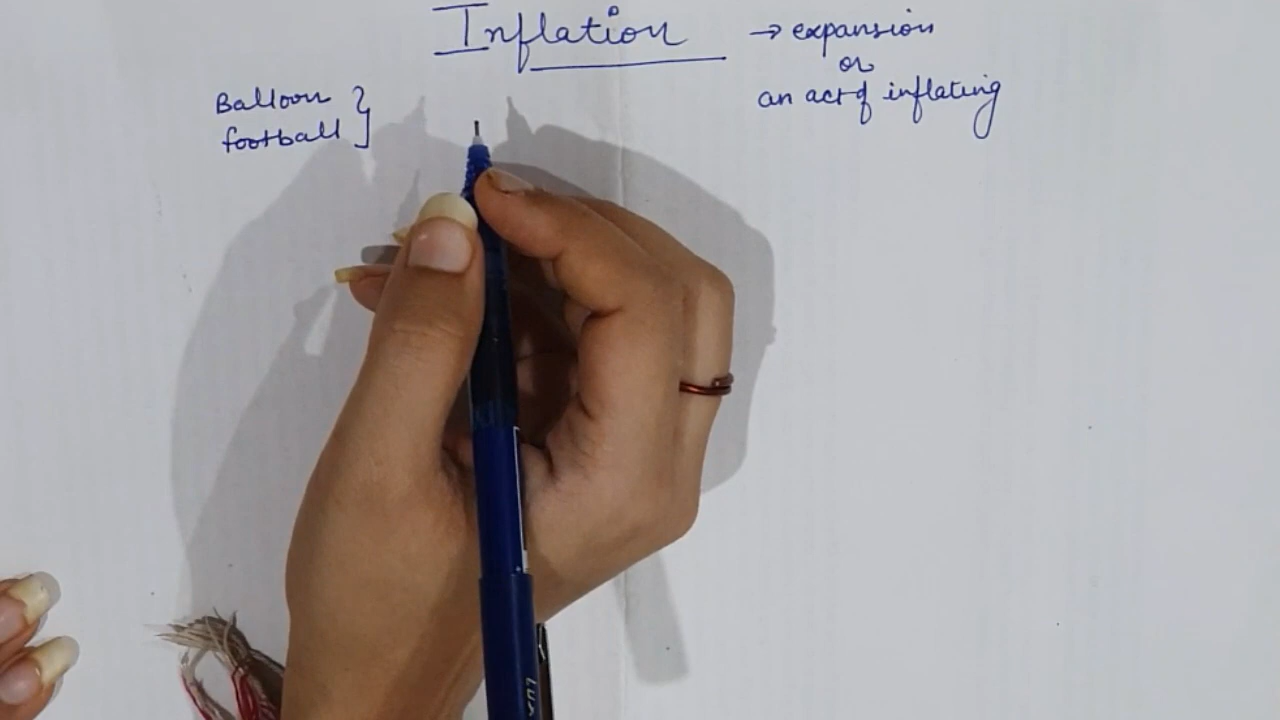 Inflation → expansion
or
an act of inflating
Balloon }
football